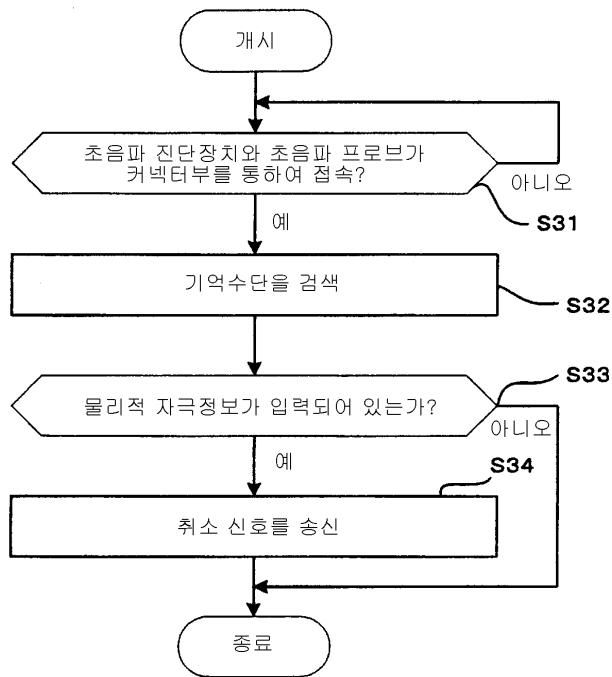 개시
초음파 진단장치와 초음파 프로브가
커넥터부를 통하여 접속?
아니오
S31
예
기억수단을 검색
S32
S33
물리적 자극정보가 입력되어 있는가?
아니오
예
S34
취소 신호를 송신
종료